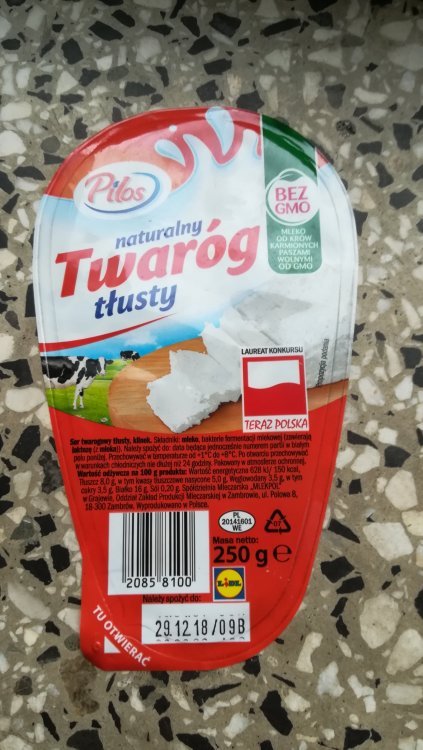 Pilos
naturalny
Twaróg
tłusty
BEZ
GMO
MLEKO
OD KRÓW
KARMIONYCH
PASZAMI
WOLNYMI
OD GMO
LAUREAT KONKURSU
TERAZ POLSKA
Ser twarogowy tłusty, klinek. Składniki: mleko, bakterie fermentacji mlekowej (zawierają
laktozę (z mleka)). Należy spożyć do: data będąca jednocześnie numerem partii w białym
polu poniżej. Przechowywać w temperaturze od +1°C do +8°C. Po otwarciu przechowywać
w warunkach chłodniczych nie dłużej niż 24 godziny. Pakowany w atmosferze ochronnej.
Wartość odżywcza na 100 g produktu: Wartość energetyczna 628 kJ/ 150 kcal,
Tłuszcz 8,0 g, w tym kwasy tłuszczowe nasycone 5,0 g, Węglowodany 3,5 g, w tym
cukry 3,5 g, Białko 16 g, Sól 0,20 g. Spółdzielnia Mleczarska „MLEKPOL"
w Grajewie, Oddział Zakład Produkcji Mleczarskiej w Zambrowie, ul. Polowa 8,
18-300 Zambrów. Wyprodukowano w Polsce.
PL
20141601
WE
07
Masa netto:
250 g e
2085 8100
LIDL
Należy spożyć do:
29.12.18/09B
TU OTWIERAĆ